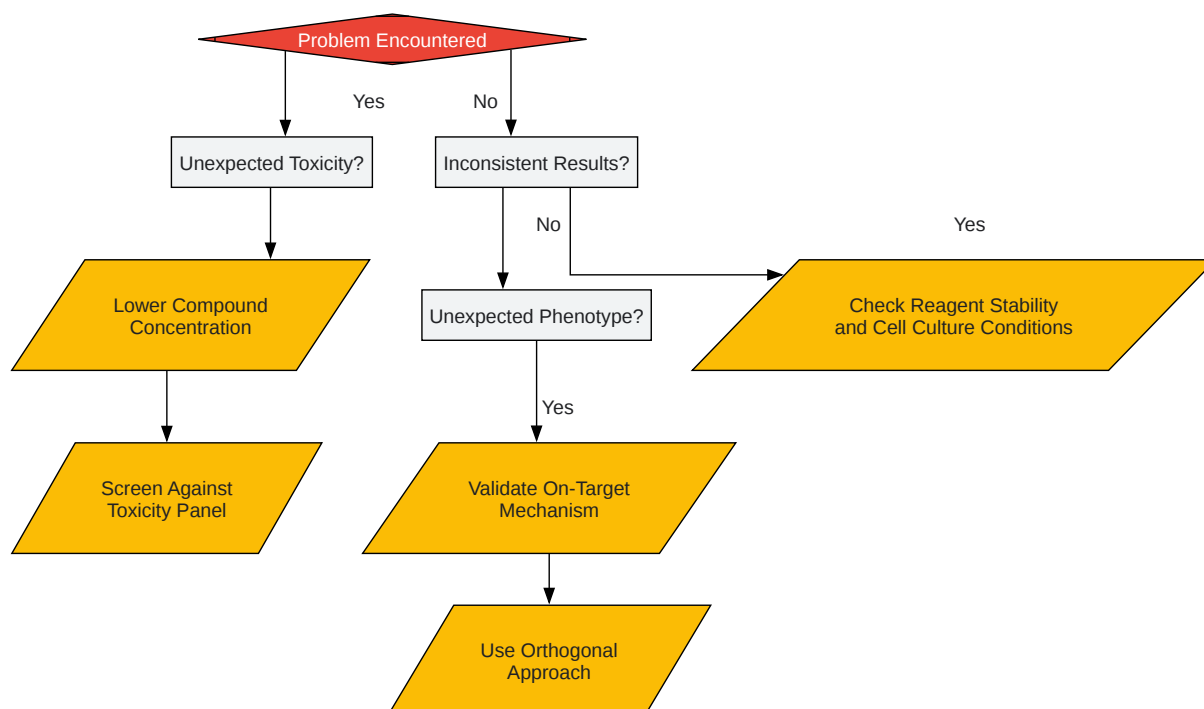 Problem Encountered
Yes
No
Unexpected Toxicity?
Inconsistent Results?
No
Yes
Lower Compound
Concentration
Unexpected Phenotype?
Check Reagent Stability
and Cell Culture Conditions
Yes
Screen Against
Toxicity Panel
Validate On-Target
Mechanism
Use Orthogonal
Approach